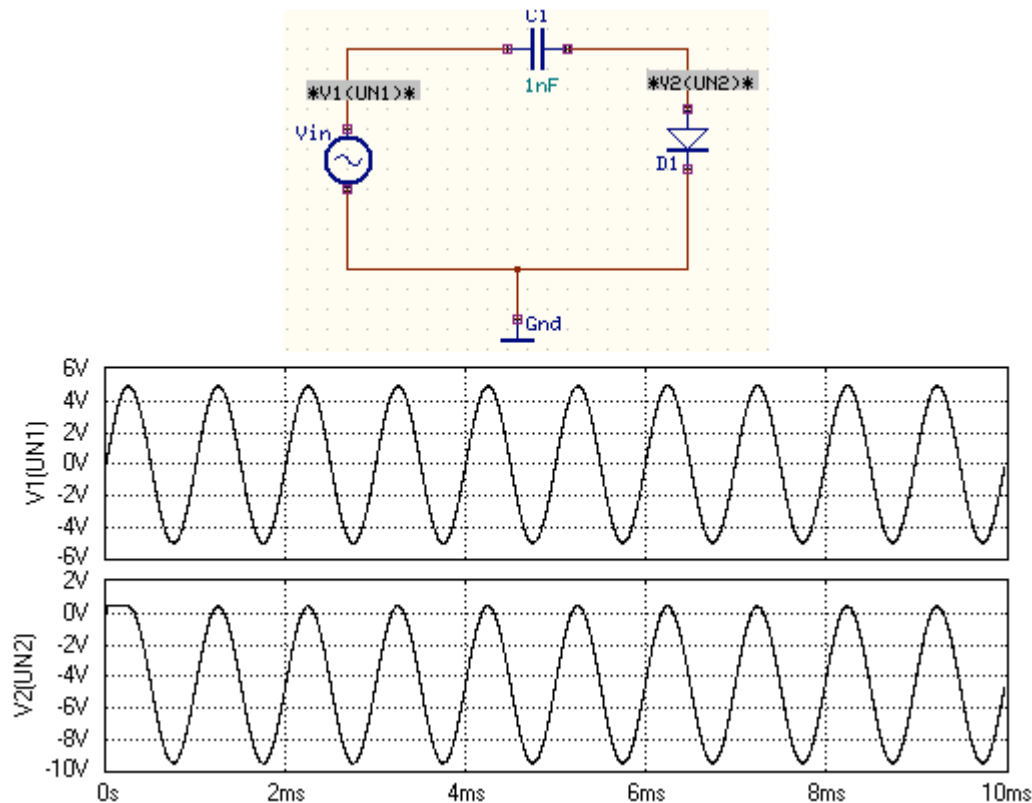 C1
1nF
*V1(UN1)*
*V2(UN2)*
Vin
D1
Gnd
6V
4V
2V
0V
-2V
-4V
-6V
V1(UN1)
2V
0V
-2V
-4V
-6V
-8V
-10V
V2(UN2)
0s 2ms 4ms 6ms 8ms 10ms